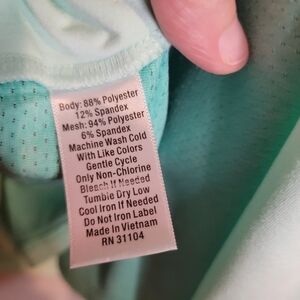 Body: 88% Polyester
12% Spandex
Mesh: 94% Polyester
6% Spandex
Machine Wash Cold
With Like Colors
Gentle Cycle
Only Non-Chlorine
Bleach If Needed
Tumble Dry Low
Cool Iron If Needed
Do Not Iron Label
Made in Vietnam
RN 31104